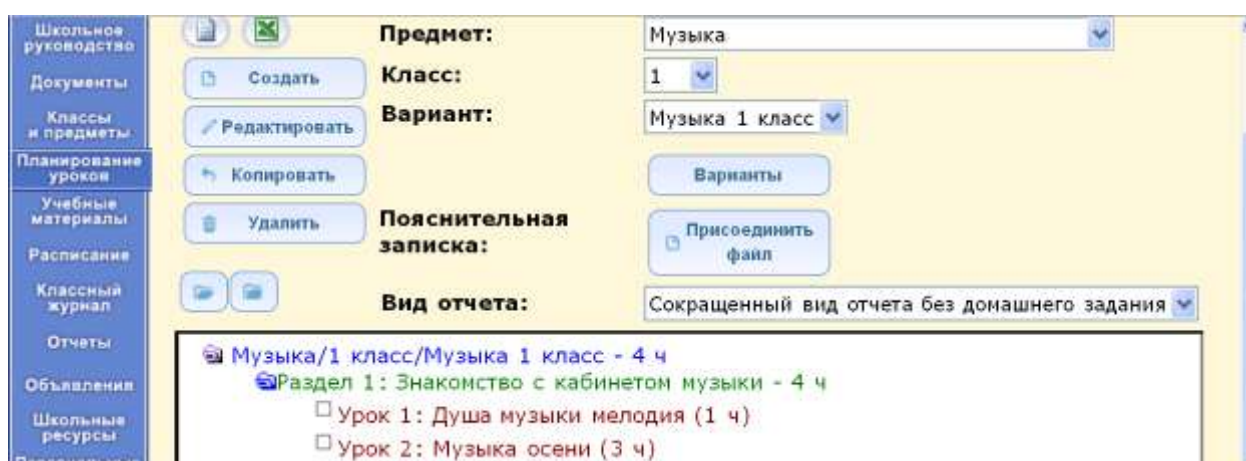 Школьное
руководство
Документы
Классы
и предметы
Планирование
уроков
Учебные
материалы
Расписание
Классный
журнал
Отчеты
Объявления
Школьные
ресурсы
Создать
Редактировать
Копировать
Удалить
Предмет:
Музыка
Класс:
1
Вариант:
Музыка 1 класс
Варианты
Пояснительная
записка:
Присоединить
файл
Вид отчета:
Сокращенный вид отчета без домашнего задания
Музыка/1 класс/Музыка 1 класс - 4 ч
Раздел 1: Знакомство с кабинетом музыки - 4 ч
Урок 1: Душа музыки мелодия (1 ч)
Урок 2: Музыка осени (3 ч)